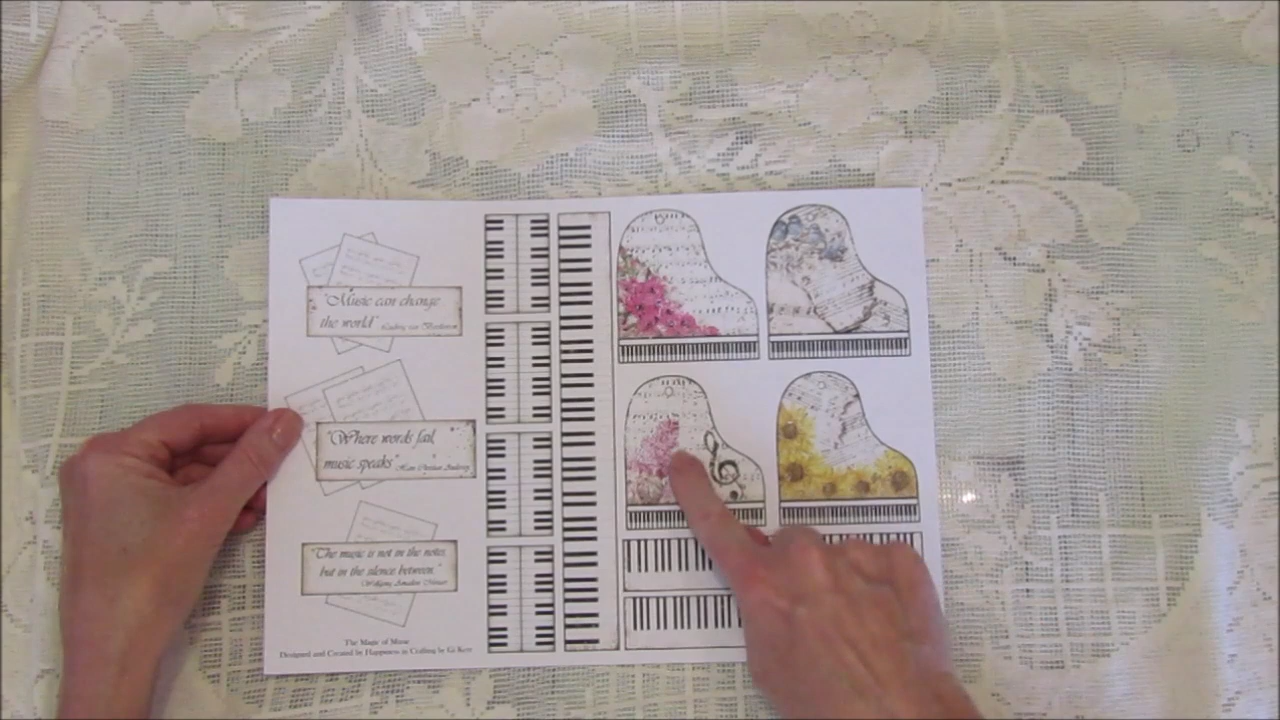 "Music can change
the world" Ludwig van Beethoven
"Where words fail,
music speaks" Hans Christian Andersen
"The music is not in the notes,
but in the silence between."
Wolfgang Amadeus Mozart
The Magic of Music
Designed and Created by Happiness in Crafting by Gi Kerr